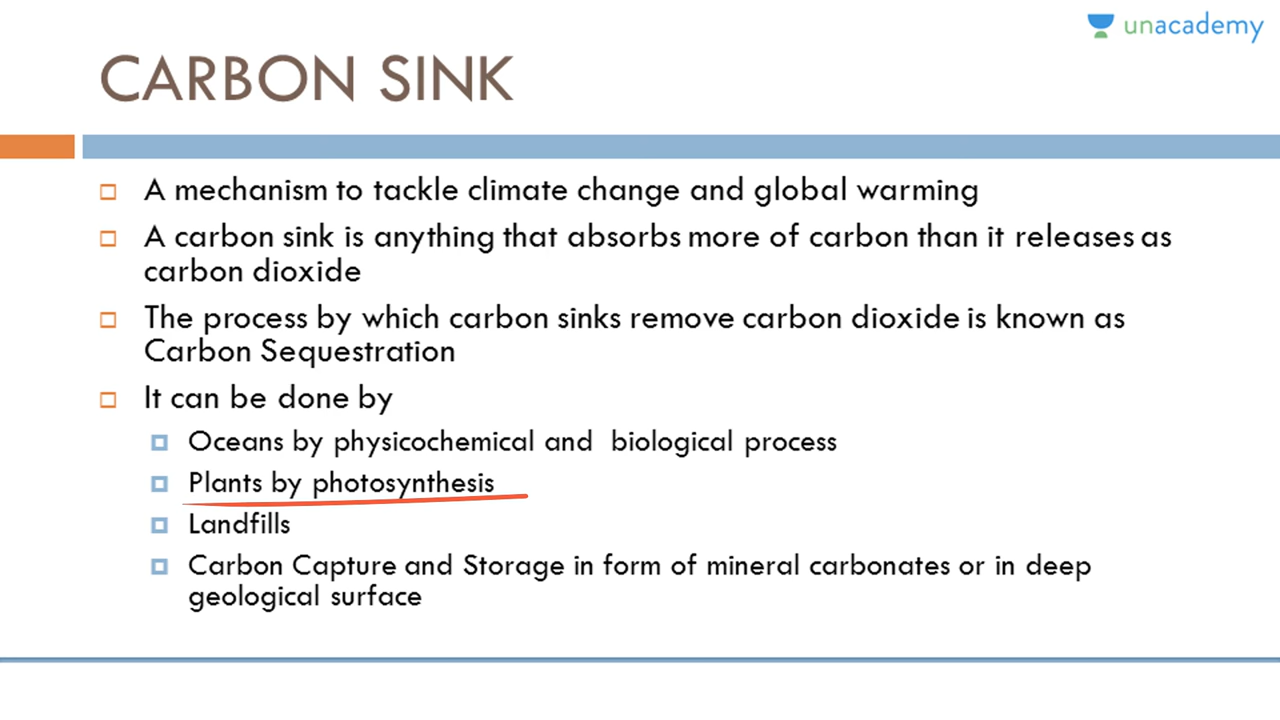 unacademy
CARBON SINK
A mechanism to tackle climate change and global warming
A carbon sink is anything that absorbs more of carbon than it releases as
carbon dioxide
The process by which carbon sinks remove carbon dioxide is known as
Carbon Sequestration
It can be done by
Oceans by physicochemical and biological process
Plants by photosynthesis
Landfills
Carbon Capture and Storage in form of mineral carbonates or in deep
geological surface